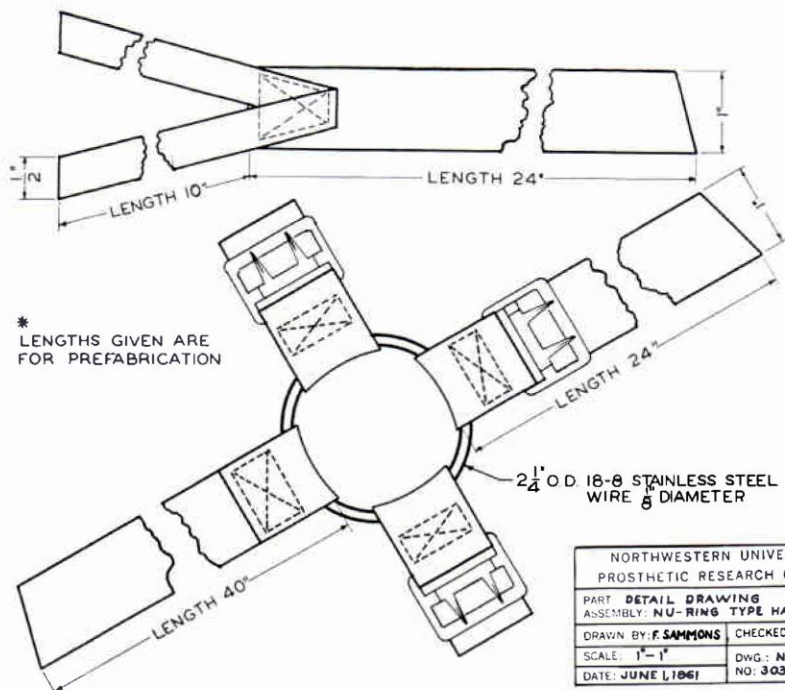 1"
2
LENGTH 10"
LENGTH 24"
1"
*
LENGTHS GIVEN ARE
FOR PREFABRICATION
1"
LENGTH 24"
2 1/4" O.D. 18-8 STAINLESS STEEL
WIRE 1/8" DIAMETER
LENGTH 40"
NORTHWESTERN UNIVE
PROSTHETIC RESEARCH
PART DETAIL DRAWING
ASSEMBLY: NU-RING TYPE HA
DRAWN BY: F. SAMMONS CHECKED
SCALE: 1"-1" DWG.: N
DATE: JUNE 1, 1961 NO: 303